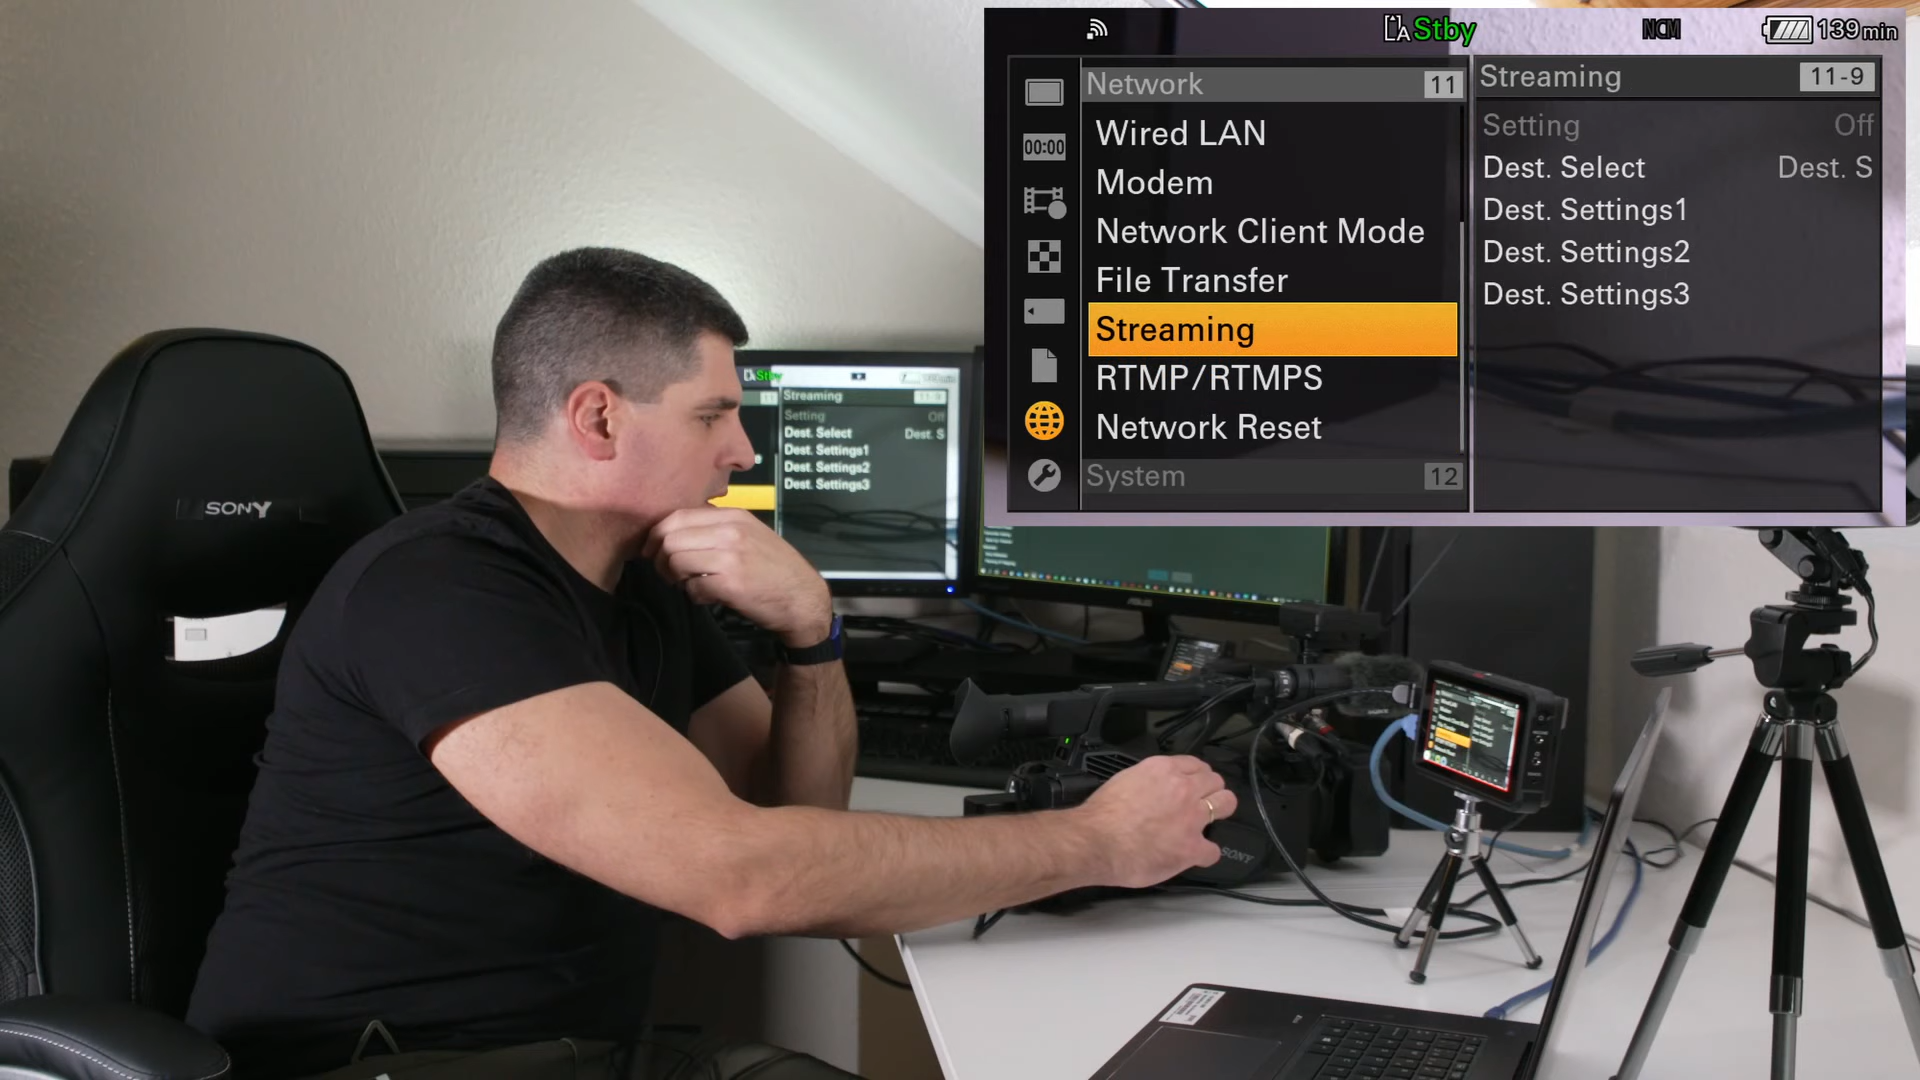 A Stby
NCM
139 min
Network 11
Streaming 11-9
00:00
Wired LAN
Modem
Network Client Mode
File Transfer
Streaming
RTMP/RTMPS
Network Reset
System 12
Setting Off
Dest. Select Dest. S
Dest. Settings1
Dest. Settings2
Dest. Settings3
Stby
Streaming
Setting Off
Dest. Select Dest. S
Dest. Settings1
Dest. Settings2
Dest. Settings3
SONY
ASUS
SONY